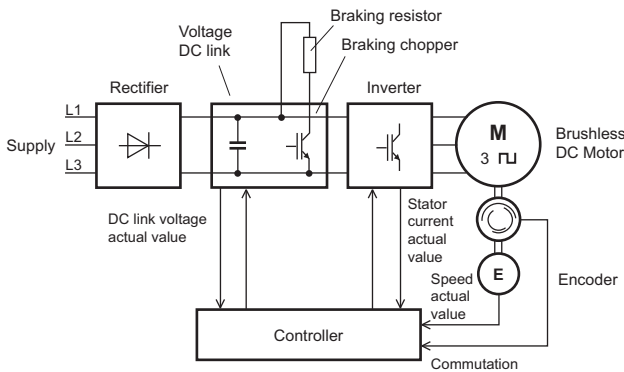 Braking resistor
Voltage
DC link
Braking chopper
Rectifier
Inverter
L1
L2
L3
Supply
M
3
Brushless
DC Motor
DC link voltage
actual value
Stator
current
actual
value
E
Speed
actual
value
Encoder
Controller
Commutation